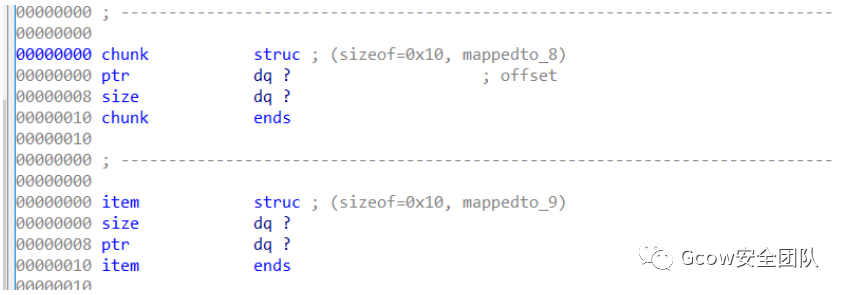 00000000 ; ---------------------------------------------------------------------------
00000000
00000000 chunk struc ; (sizeof=0x10, mappedto_8)
00000000 ptr dq ? ; offset
00000008 size dq ?
00000010 chunk ends
00000010
00000000 ; ---------------------------------------------------------------------------
00000000
00000000 item struc ; (sizeof=0x10, mappedto_9)
00000000 size dq ?
00000008 ptr dq ?
00000010 item ends
00000010
Gcow安全团队